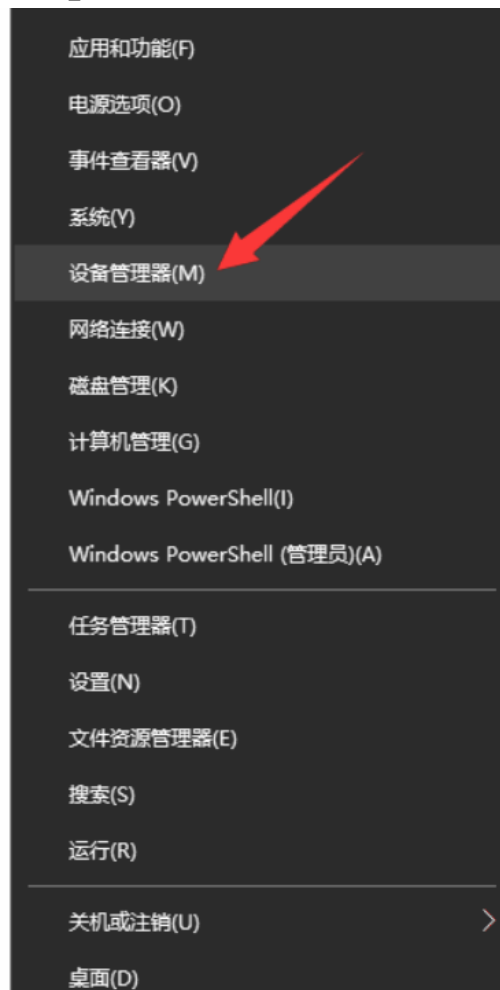 应用和功能(F)
电源选项(O)
事件查看器(V)
系统(Y)
设备管理器(M)
网络连接(W)
磁盘管理(K)
计算机管理(G)
Windows PowerShell(I)
Windows PowerShell (管理员)(A)
任务管理器(T)
设置(N)
文件资源管理器(E)
搜索(S)
运行(R)
关机或注销(U)
桌面(D)